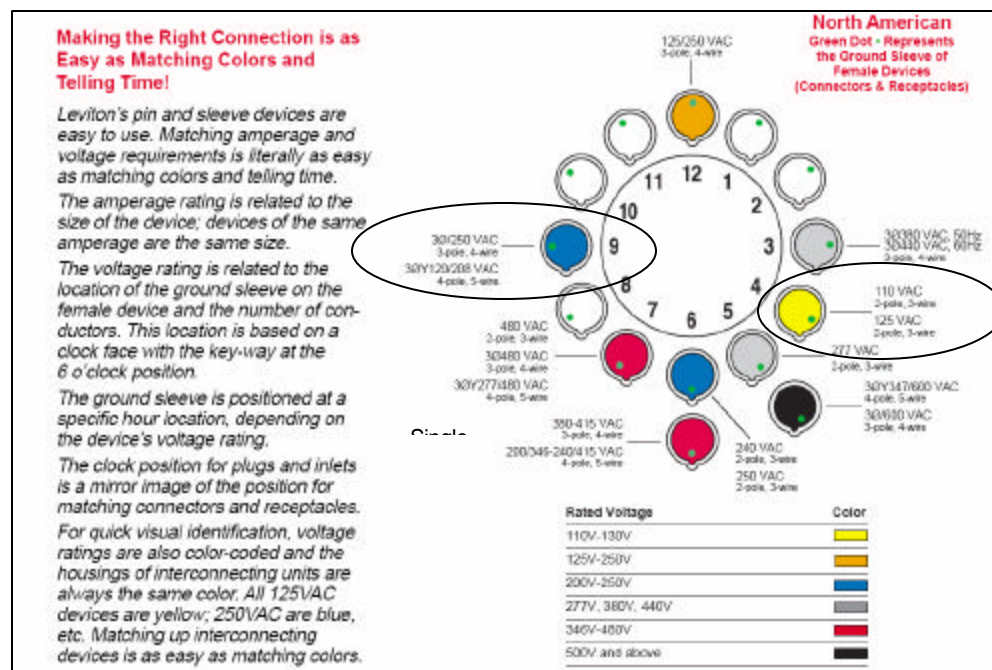 Making the Right Connection is as
Easy as Matching Colors and
Telling Time!
Leviton's pin and sleeve devices are
easy to use. Matching amperage and
voltage requirements is literally as easy
as matching colors and telling time.
The amperage rating is related to the
size of the device; devices of the same
amperage are the same size.
The voltage rating is related to the
location of the ground sleeve on the
female device and the number of con-
ductors. This location is based on a
clock face with the key-way at the
6 o'clock position.
The ground sleeve is positioned at a
specific hour location, depending on
the device's voltage rating.
The clock position for plugs and inlets
is a mirror image of the position for
matching connectors and receptacles.
For quick visual identification, voltage
ratings are also color-coded and the
housings of interconnecting units are
always the same color. All 125VAC
devices are yellow; 250VAC are blue,
etc. Matching up interconnecting
devices is as easy as matching colors.
North American
Green Dot • Represents
the Ground Sleeve of
Female Devices
(Connectors & Receptacles)
125/250 VAC
3-pole, 4-wire
12
1
2
3
4
5
6
7
8
9
10
11
3Ø380 VAC, 50Hz
3Ø440 VAC, 60Hz
3-pole, 4-wire
110 VAC
2-pole, 3-wire
125 VAC
2-pole, 3-wire
277 VAC
2-pole, 3-wire
3ØY347/600 VAC
4-pole, 5-wire
3Ø/600 VAC
3-pole, 4-wire
240 VAC
2-pole, 3-wire
250 VAC
2-pole, 3-wire
380-415 VAC
3-pole, 4-wire
200/346-240/415 VAC
4-pole, 5-wire
480 VAC
2-pole, 3-wire
3Ø480 VAC
3-pole, 4-wire
3ØY277/480 VAC
4-pole, 5-wire
3Ø/250 VAC
3-pole, 4-wire
3ØY120/208 VAC
4-pole, 5-wire
Single
Rated Voltage Color
110V-130V
125V-250V
200V-250V
277V, 380V, 440V
346V-480V
500V and above